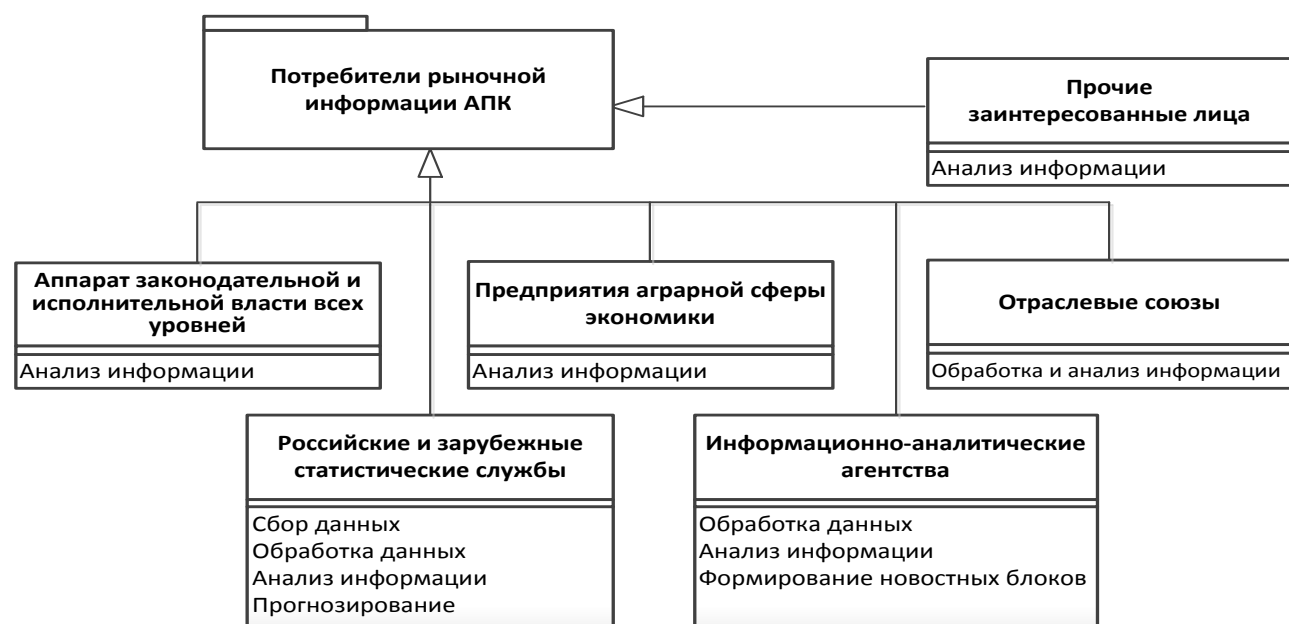 Потребители рыночной
информации АПК
Прочие
заинтересованные лица
Анализ информации
Аппарат законодательной и
исполнительной власти всех
уровней
Анализ информации
Предприятия аграрной сферы
экономики
Анализ информации
Отраслевые союзы
Обработка и анализ информации
Российские и зарубежные
статистические службы
Сбор данных
Обработка данных
Анализ информации
Прогнозирование
Информационно-аналитические
агентства
Обработка данных
Анализ информации
Формирование новостных блоков